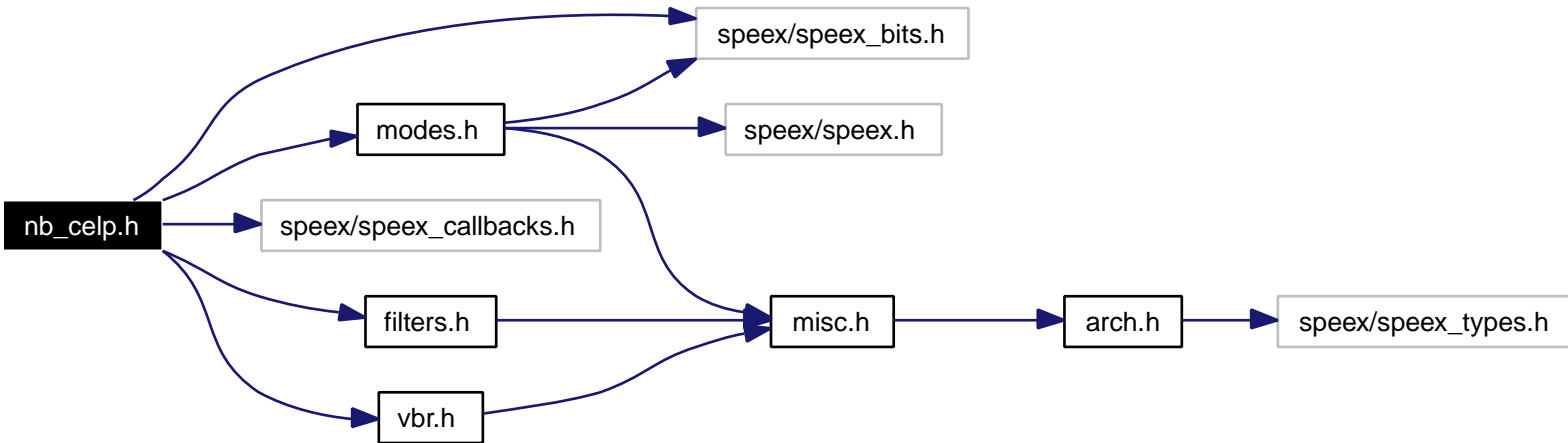 speex/speex_bits.h
modes.h
speex/speex.h
nb_celp.h
speex/speex_callbacks.h
filters.h
misc.h
arch.h
speex/speex_types.h
vbr.h